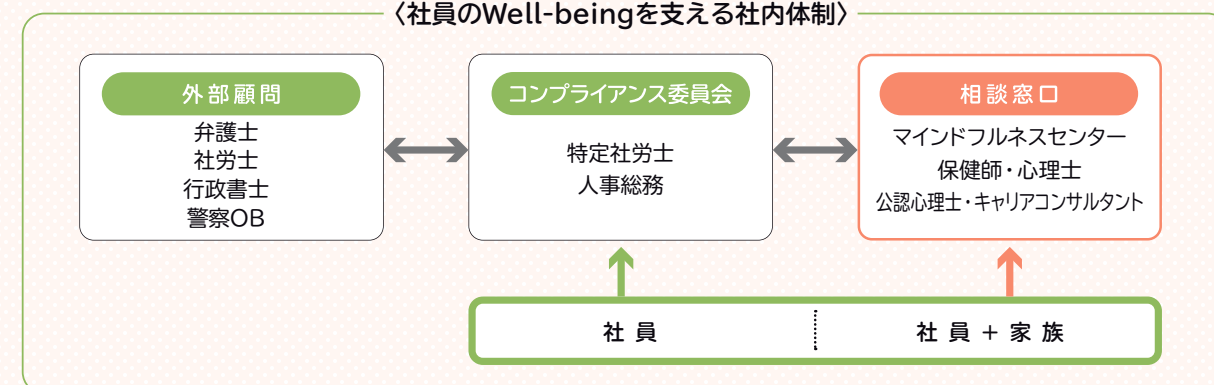 〈社員のWell-beingを支える社内体制〉
外部顧問
弁護士
社労士
行政書士
警察OB
コンプライアンス委員会
特定社労士
人事総務
相談窓口
マインドフルネスセンター
保健師・心理士
公認心理士・キャリアコンサルタント
社員
社員＋家族